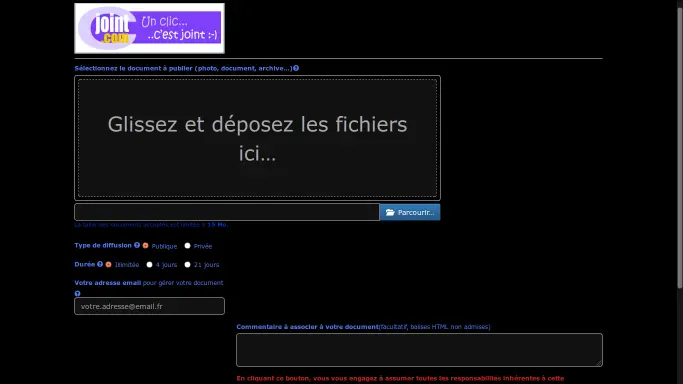 joint
.com
Un clic...
..c'est joint :-)
Sélectionnez le document à publier (photo, document, archive...)
Glissez et déposez les fichiers
ici...
Parcourir...
La taille des documents acceptés est limitée à 15 Mo.
Type de diffusion Publique Privée
Durée Illimitée 4 jours 21 jours
Votre adresse email pour gérer votre document
votre.adresse@email.fr
Commentaire à associer à votre document(facultatif, balises HTML non admises)
En cliquant ce bouton, vous vous engagez à assumer toutes les responsabilités inhérentes à cette